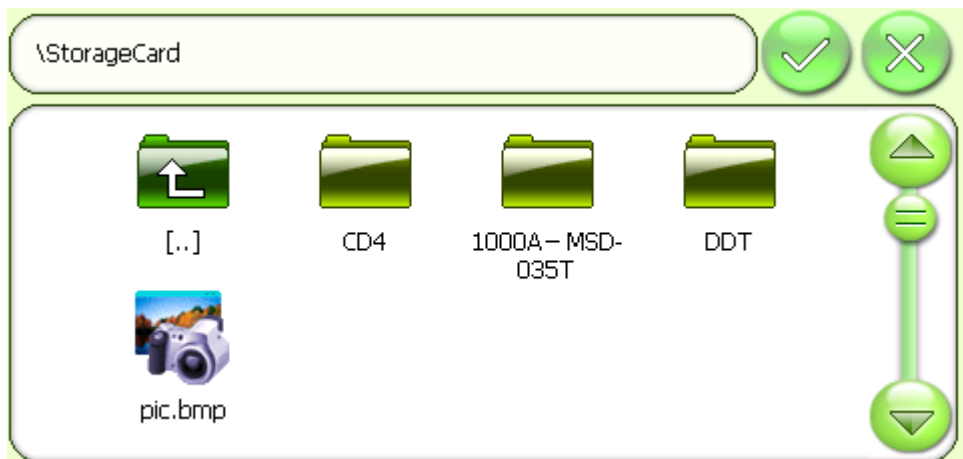 \StorageCard
[..]
CD4
1000A – MSD-
035T
DDT
pic.bmp